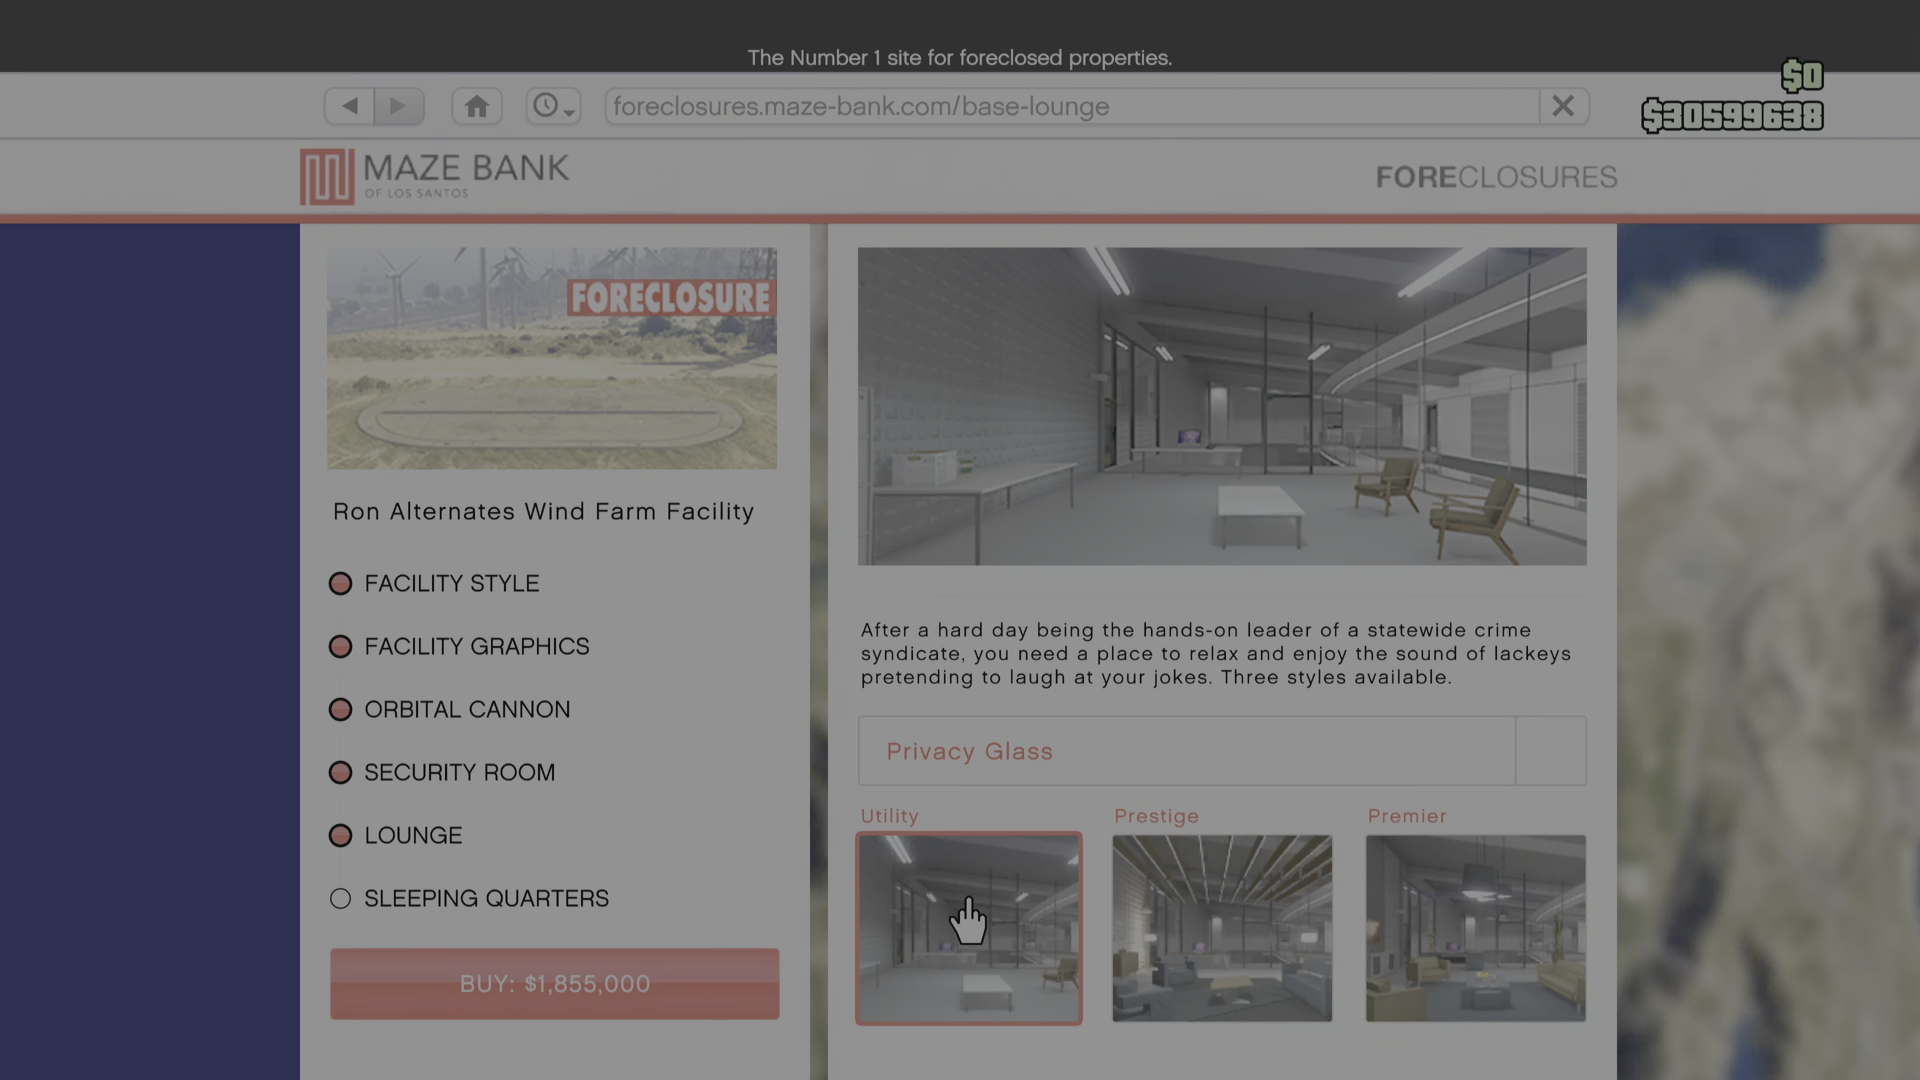 The Number 1 site for foreclosed properties.
$0
foreclosures.maze-bank.com/base-lounge
$30599638
MAZE BANK
OF LOS SANTOS
FORECLOSURES
FORECLOSURE
Ron Alternates Wind Farm Facility
FACILITY STYLE
FACILITY GRAPHICS
ORBITAL CANNON
SECURITY ROOM
LOUNGE
SLEEPING QUARTERS
BUY: $1,855,000
After a hard day being the hands-on leader of a statewide crime
syndicate, you need a place to relax and enjoy the sound of lackeys
pretending to laugh at your jokes. Three styles available.
Privacy Glass
Utility
Prestige
Premier